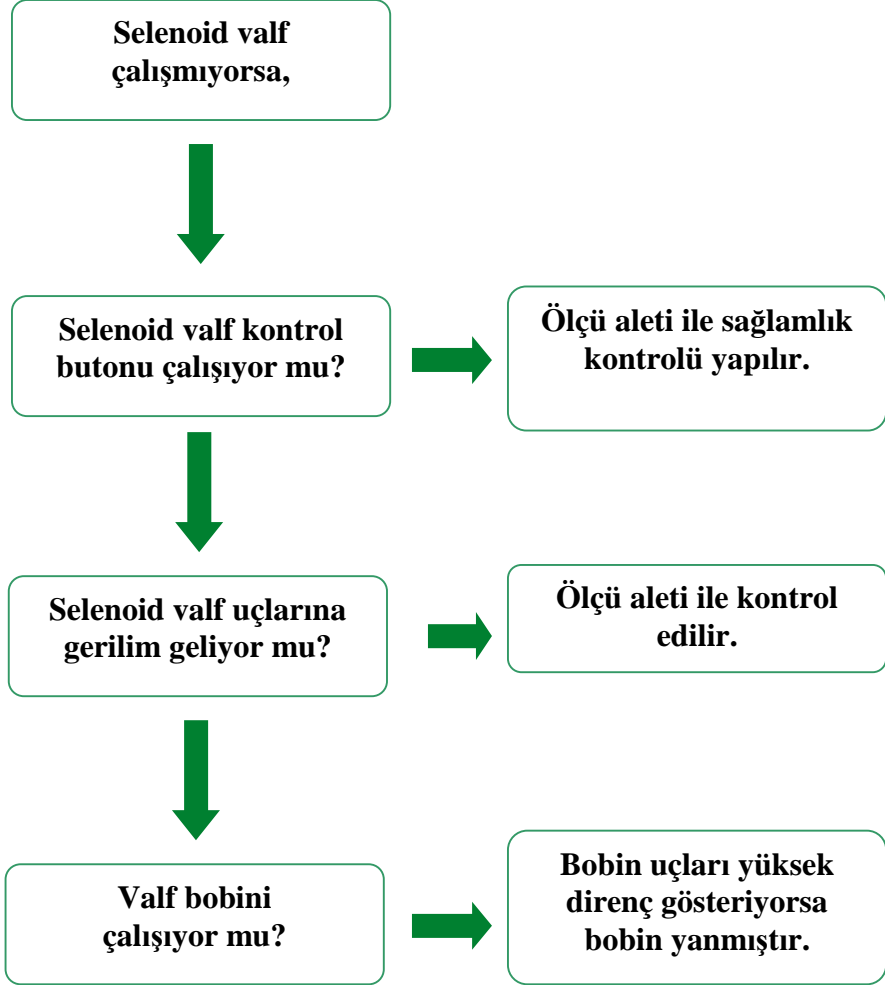 Selenoid valf
çalışmıyorsa,
Selenoid valf kontrol
butonu çalışıyor mu?
Ölçü aleti ile sağlamlık
kontrolü yapılır.
Selenoid valf uçlarına
gerilim geliyor mu?
Ölçü aleti ile kontrol
edilir.
Valf bobini
çalışıyor mu?
Bobin uçları yüksek
direnç gösteriyorsa
bobin yanmıştır.